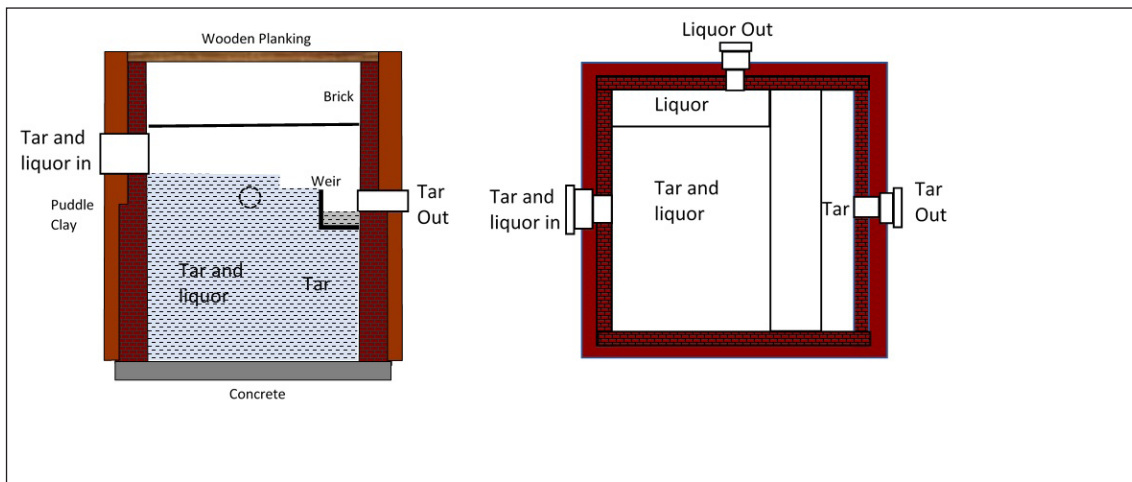 Wooden Planking
Brick
Tar and
liquor in
Weir
Tar
Out
Puddle
Clay
Tar and
liquor
Tar
Concrete
Liquor Out
Liquor
Tar and
liquor in
Tar and
liquor
Tar
Tar
Out